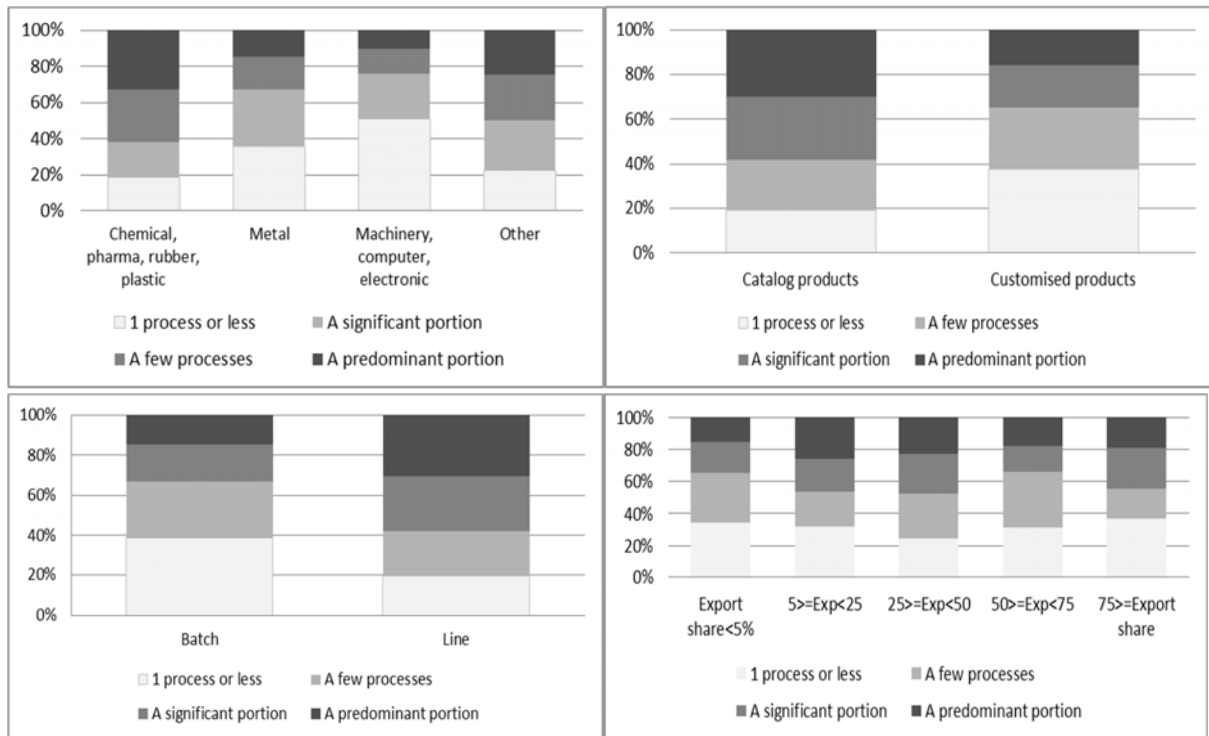 100%
80%
60%
40%
20%
0%
Chemical, pharma, rubber, plastic
Metal
Machinery, computer, electronic
Other
1 process or less
A significant portion
A few processes
A predominant portion
100%
80%
60%
40%
20%
0%
Catalog products
Customised products
1 process or less
A few processes
A significant portion
A predominant portion
100%
80%
60%
40%
20%
0%
Batch
Line
1 process or less
A few processes
A significant portion
A predominant portion
100%
80%
60%
40%
20%
0%
Export share<5%
5>=Exp<25
25>=Exp<50
50>=Exp<75
75>=Export share
1 process or less
A few processes
A significant portion
A predominant portion